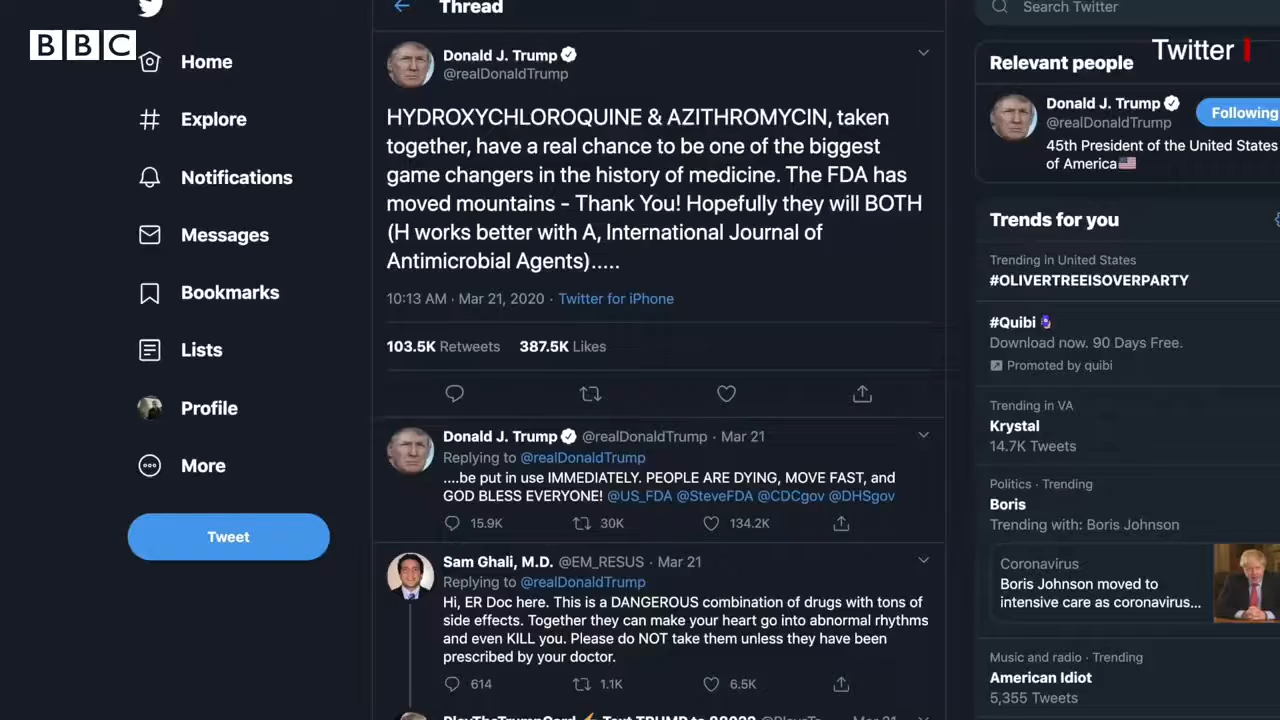 BBC
Home
Explore
Notifications
Messages
Bookmarks
Lists
Profile
More
Tweet
Thread
Donald J. Trump
@realDonaldTrump
HYDROXYCHLOROQUINE & AZITHROMYCIN, taken
together, have a real chance to be one of the biggest
game changers in the history of medicine. The FDA has
moved mountains - Thank You! Hopefully they will BOTH
(H works better with A, International Journal of
Antimicrobial Agents).....
10:13 AM · Mar 21, 2020 · Twitter for iPhone
103.5K Retweets 387.5K Likes
Donald J. Trump @realDonaldTrump · Mar 21
Replying to @realDonaldTrump
....be put in use IMMEDIATELY. PEOPLE ARE DYING, MOVE FAST, and
GOD BLESS EVERYONE! @US_FDA @SteveFDA @CDCgov @DHSgov
15.9K 30K 134.2K
Sam Ghali, M.D. @EM_RESUS · Mar 21
Replying to @realDonaldTrump
Hi, ER Doc here. This is a DANGEROUS combination of drugs with tons of
side effects. Together they can make your heart go into abnormal rhythms
and even KILL you. Please do NOT take them unless they have been
prescribed by your doctor.
614 1.1K 6.5K
Search Twitter
Twitter
Relevant people
Donald J. Trump
@realDonaldTrump
Following
45th President of the United States
of America
Trends for you
Trending in United States
#OLIVERTREEISOVERPARTY
#Quibi
Download now. 90 Days Free.
Promoted by quibi
Trending in VA
Krystal
14.7K Tweets
Politics · Trending
Boris
Trending with: Boris Johnson
Coronavirus
Boris Johnson moved to
intensive care as coronavirus...
Music and radio · Trending
American Idiot
5,355 Tweets